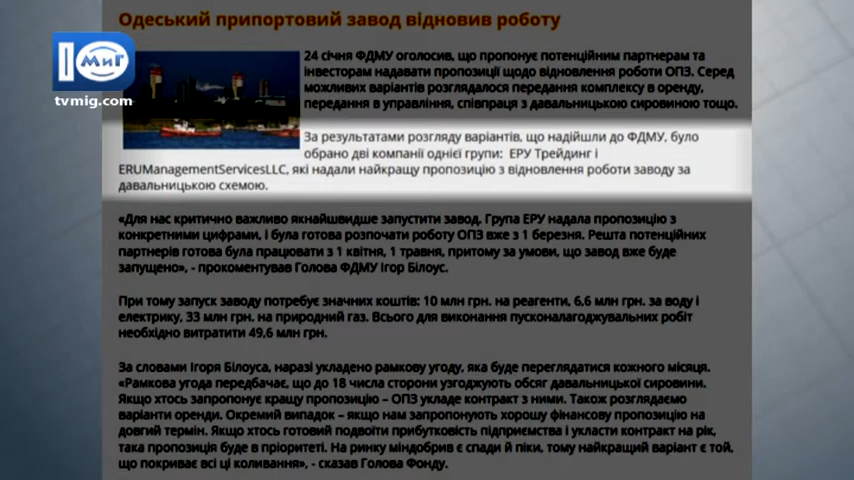 Одеський припортовий завод відновив роботу
МиГ
tvmig.com
24 січня ФДМУ оголосив, що пропонує потенційним партнерам та
інвесторам надавати пропозиції щодо відновлення роботи ОПЗ. Серед
можливих варіантів розглядалося передання комплексу в оренду,
передання в управління, співпраця з давальницькою сировиною тощо.
За результатами розгляду варіантів, що надійшли до ФДМУ, було
обрано дві компанії однієї групи: ЕРУ Трейдинг і
ERUManagementServicesLLC, які надали найкращу пропозицію з відновлення роботи заводу за
давальницькою схемою.
«Для нас критично важливо якнайшвидше запустити завод. Група ЕРУ надала пропозицію з
конкретними цифрами, і була готова розпочати роботу ОПЗ вже з 1 березня. Решта потенційних
партнерів готова була працювати з 1 квітня, 1 травня, притому за умови, що завод вже буде
запущено», - прокоментував Голова ФДМУ Ігор Білоус.
При тому запуск заводу потребує значних коштів: 10 млн грн. на реагенти, 6,6 млн грн. за воду і
електрику, 33 млн грн. на природний газ. Всього для виконання пусконалагоджувальних робіт
необхідно витратити 49,6 млн грн.
За словами Ігоря Білоуса, наразі укладено рамкову угоду, яка буде переглядатися кожного місяця.
«Рамкова угода передбачає, що до 18 числа сторони узгоджують обсяг давальницької сировини.
Якщо хтось запропонує кращу пропозицію – ОПЗ укладе контракт з ними. Також розглядаємо
варіанти оренди. Окремий випадок – якщо нам запропонують хорошу фінансову пропозицію на
довгий термін. Якщо хтось готовий подвоїти прибутковість підприємства і укласти контракт на рік,
така пропозиція буде в пріоритеті. На ринку міндобрив є спади й піки, тому найкращий варіант є той,
що покриває всі ці коливання», - сказав Голова Фонду.